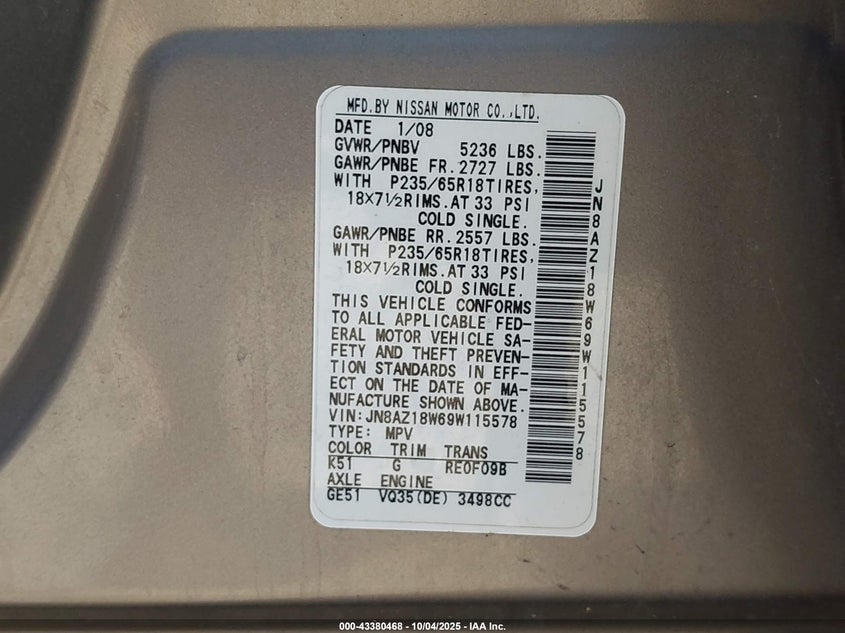 MFD.BY NISSAN MOTOR CO.,LTD.
DATE 1/08
GVWR/PNBV 5236 LBS.
GAWR/PNBE FR.2727 LBS.
WITH P235/65R18TIRES,
18×7½RIMS.AT 33 PSI
COLD SINGLE.
GAWR/PNBE RR.2557 LBS.
WITH P235/65R18TIRES,
18×7½RIMS.AT 33 PSI
COLD SINGLE.
THIS VEHICLE CONFORMS
TO ALL APPLICABLE FED-
ERAL MOTOR VEHICLE SA-
FETY AND THEFT PREVEN-
TION STANDARDS IN EFF-
ECT ON THE DATE OF MA-
NUFACTURE SHOWN ABOVE.
VIN:JN8AZ18W69W115578
TYPE: MPV
COLOR TRIM TRANS
K51 G RE0F09B
AXLE ENGINE
GE51 VQ35(DE) 3498CC
JN8AZ18W69W115578
000-43380468 - 10/04/2025 - IAA Inc.